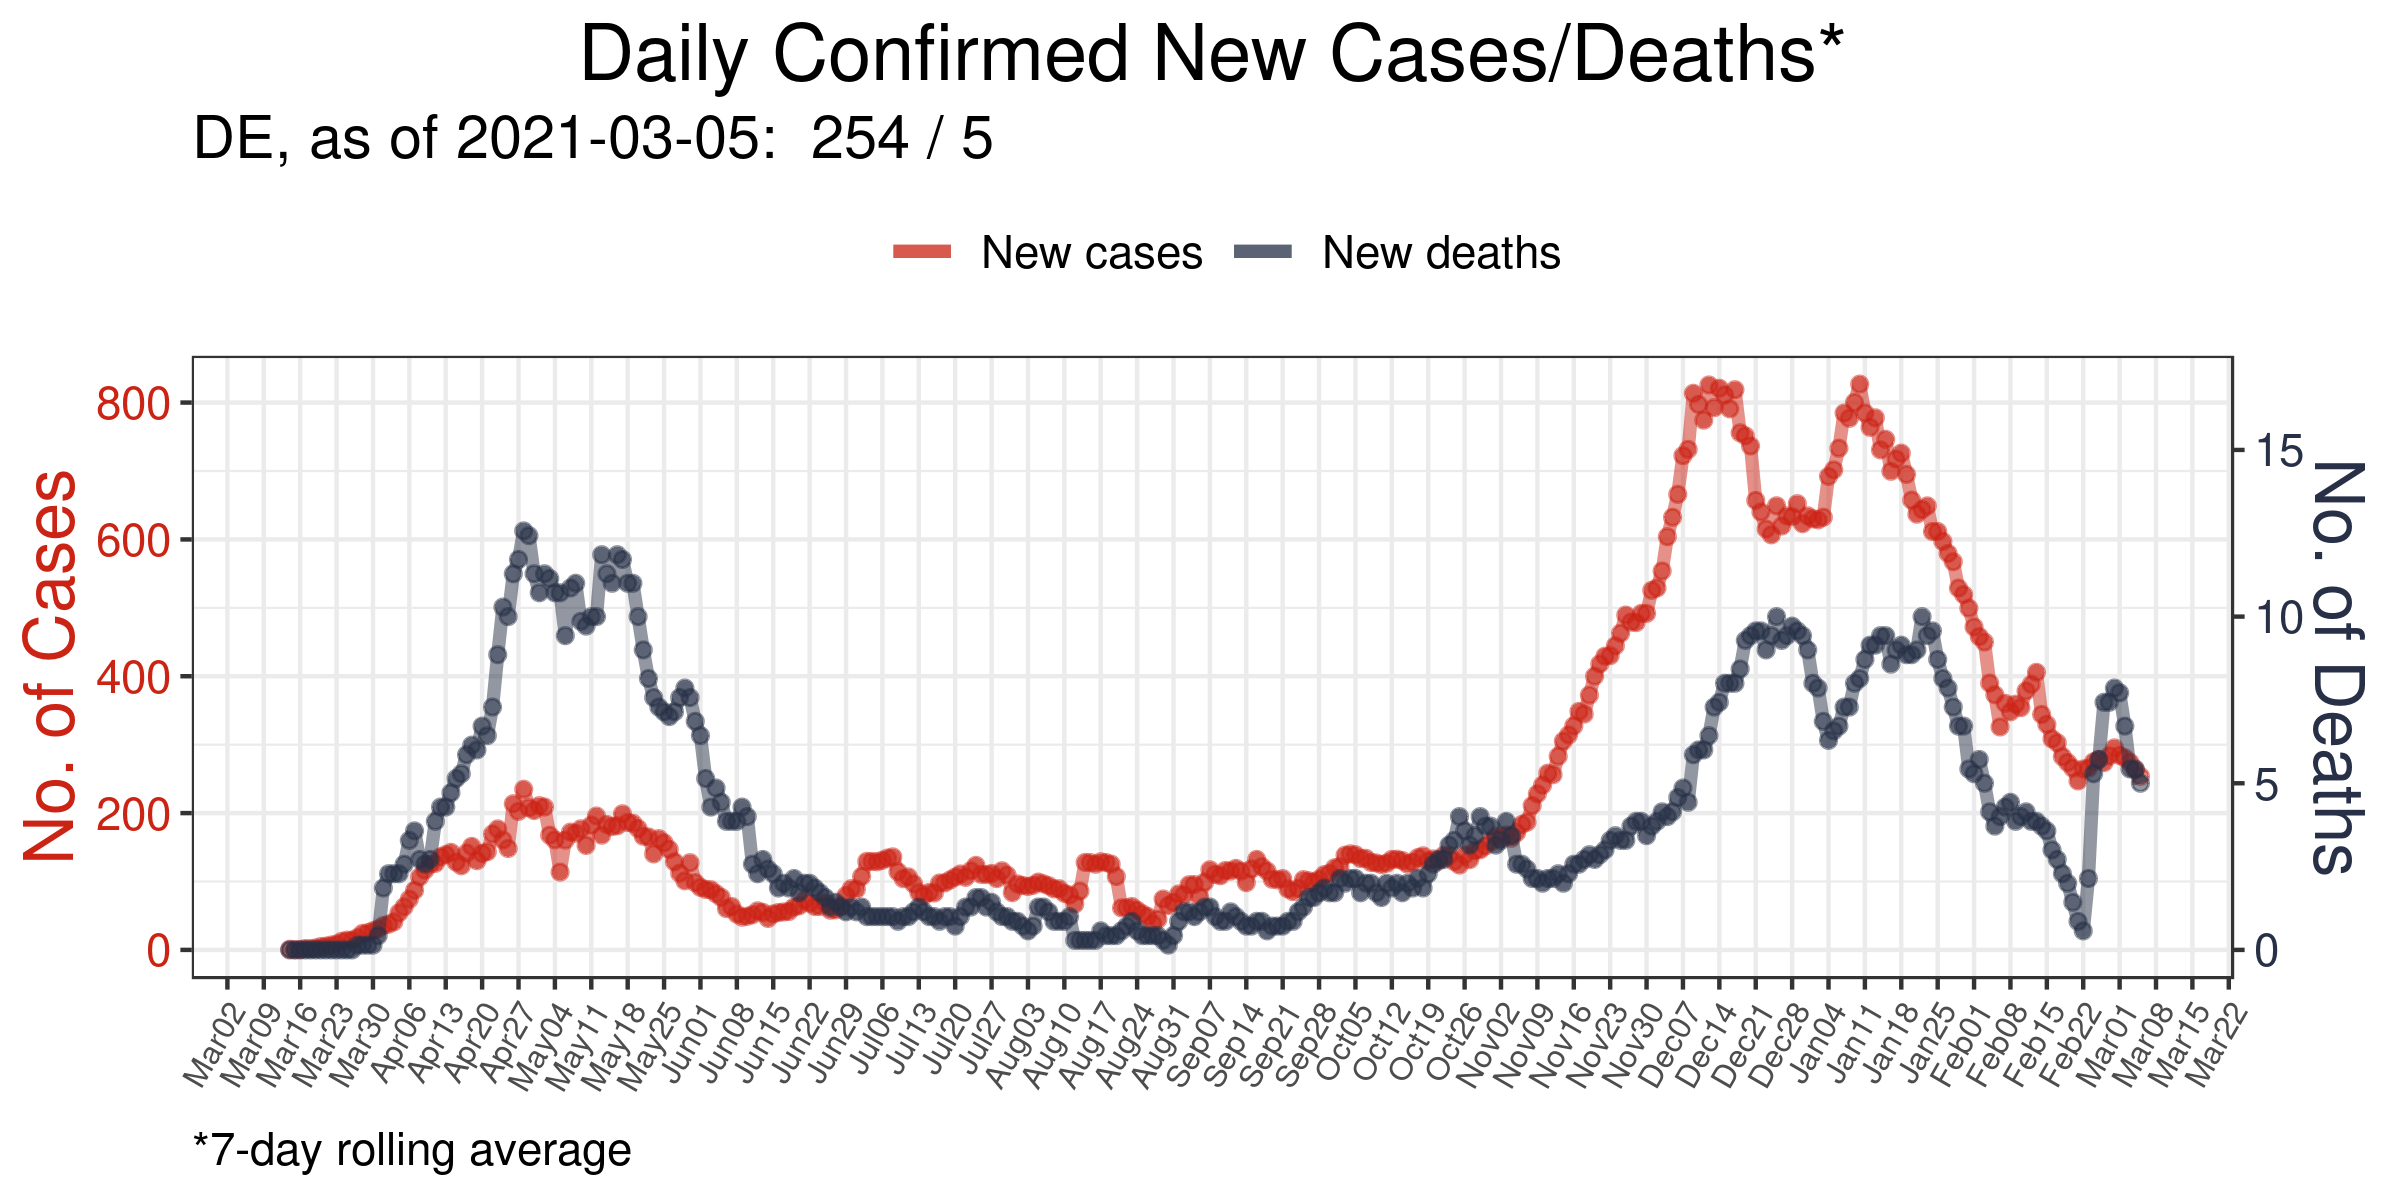 Daily Confirmed New Cases/Deaths*
DE, as of 2021-03-05:  254 / 5
New cases
New deaths
No. of Cases
800
600
400
200
0
15
10
5
0
No. of Deaths
Mar02
Mar09
Mar16
Mar23
Mar30
Apr06
Apr13
Apr20
Apr27
May04
May11
May18
May25
Jun01
Jun08
Jun15
Jun22
Jun29
Jul06
Jul13
Jul20
Jul27
Aug03
Aug10
Aug17
Aug24
Aug31
Sep07
Sep14
Sep21
Sep28
Oct05
Oct12
Oct19
Oct26
Nov02
Nov09
Nov16
Nov23
Nov30
Dec07
Dec14
Dec21
Dec28
Jan04
Jan11
Jan18
Jan25
Feb01
Feb08
Feb15
Feb22
Mar01
Mar08
Mar15
Mar22
*7-day rolling average